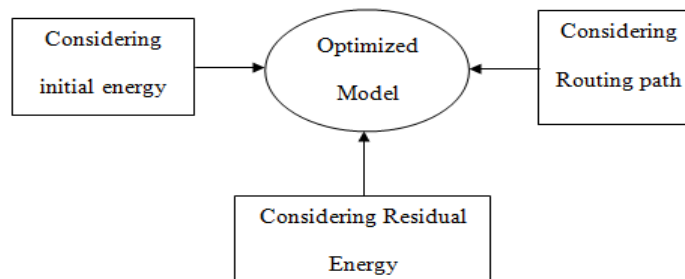 Considering
initial energy
Optimized
Model
Considering
Routing path
Considering Residual
Energy